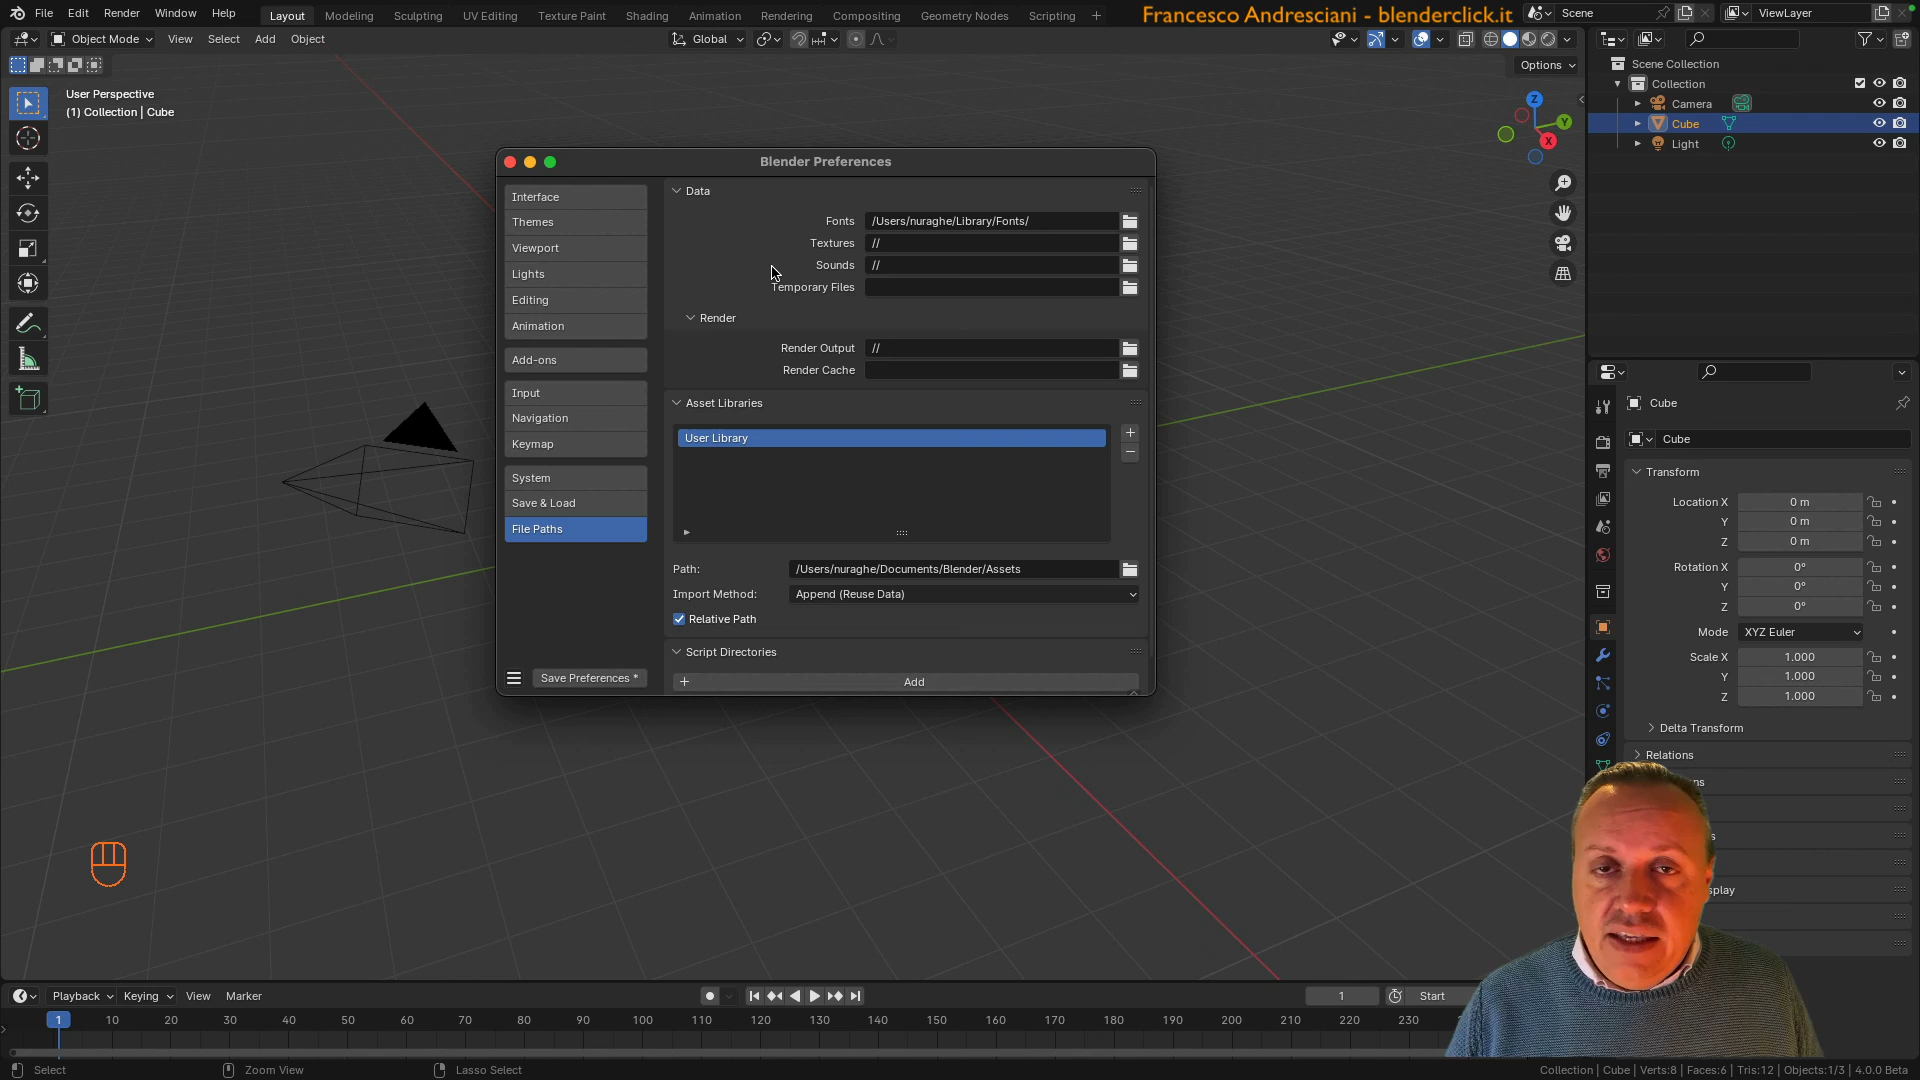 File Edit Render Window Help
Layout Modeling Sculpting UV Editing Texture Paint Shading Animation Rendering Compositing Geometry Nodes Scripting +
Francesco Andresciani - blenderclick.it
Scene
ViewLayer
Object Mode View Select Add Object
Global
Options
User Perspective
(1) Collection | Cube
Z
Y
X
Scene Collection
Collection
Camera
Cube
Light
Blender Preferences
Interface
Themes
Viewport
Lights
Editing
Animation
Add-ons
Input
Navigation
Keymap
System
Save & Load
File Paths
Save Preferences *
Data
Fonts /Users/nuraghe/Library/Fonts/
Textures //
Sounds //
Temporary Files
Render
Render Output //
Render Cache
Asset Libraries
User Library
Path: /Users/nuraghe/Documents/Blender/Assets
Import Method: Append (Reuse Data)
Relative Path
Script Directories
+ Add
Cube
Cube
Transform
Location X 0 m
Y 0 m
Z 0 m
Rotation X 0°
Y 0°
Z 0°
Mode XYZ Euler
Scale X 1.000
Y 1.000
Z 1.000
Delta Transform
Relations
Playback Keying View Marker
1
Start
1 10 20 30 40 50 60 70 80 90 100 110 120 130 140 150 160 170 180 190 200 210 220 230
Select
Zoom View
Lasso Select
Collection | Cube | Verts:8 | Faces:6 | Tris:12 | Objects:1/3 | 4.0.0 Beta